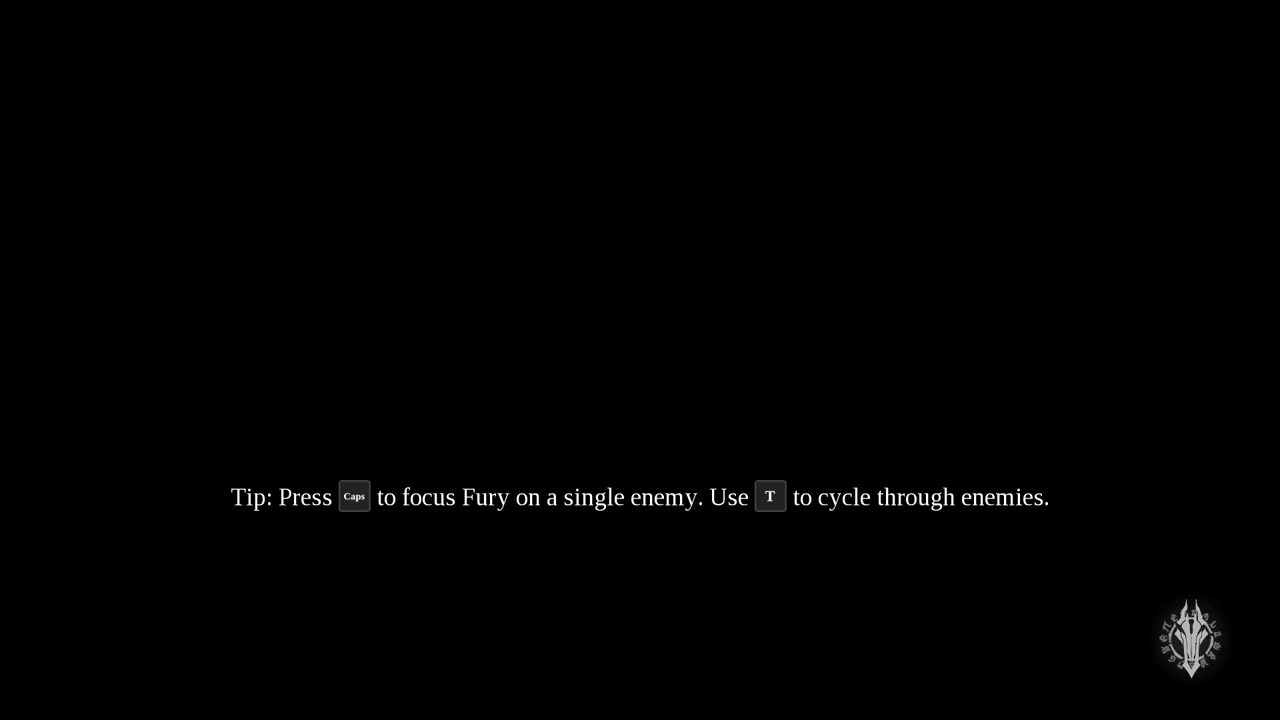 Tip: Press Caps to focus Fury on a single enemy. Use T to cycle through enemies.